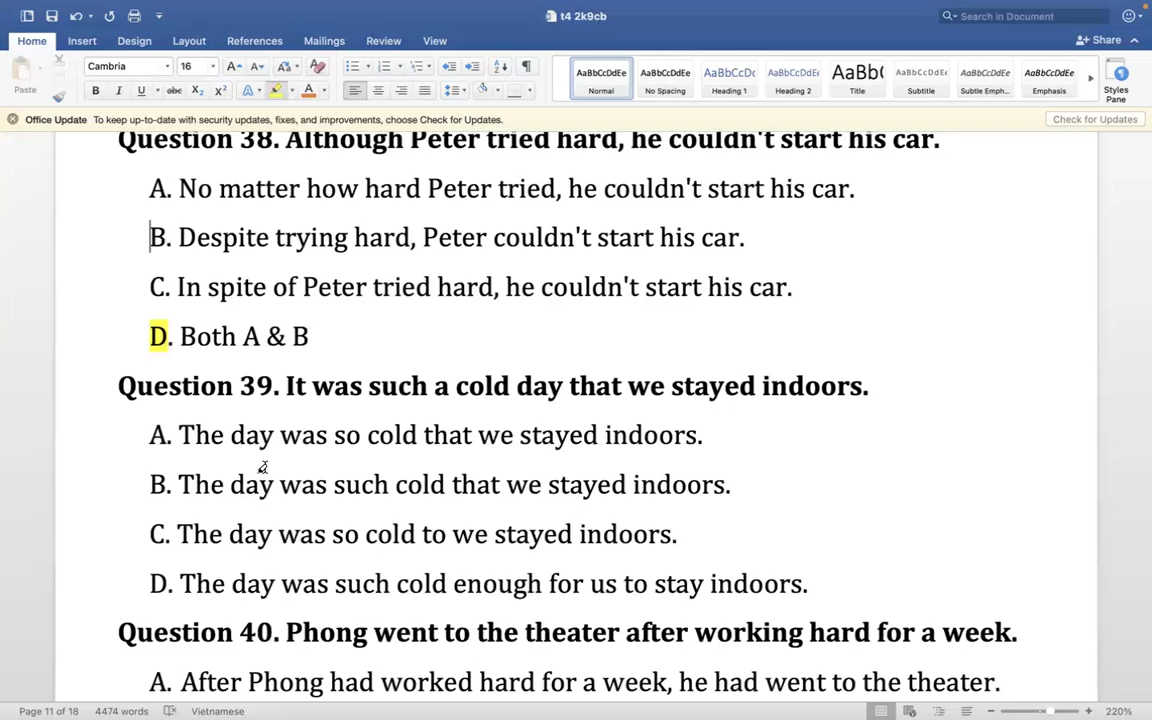 t4 2k9cb
Search in Document
Home Insert Design Layout References Mailings Review View
Share
Paste
Cambria 16
B I U abc X₂ X²
AaBbCcDdEe AaBbCcDdEe AaBbCcDc AaBbCcDdEe AaBb( AaBbCcDdEe AaBbCcDdEe AaBbCcDdEe
Normal No Spacing Heading 1 Heading 2 Title Subtitle Subtle Emph... Emphasis
Styles
Pane
Office Update To keep up-to-date with security updates, fixes, and improvements, choose Check for Updates. Check for Updates
Question 38. Although Peter tried hard, he couldn't start his car.
A. No matter how hard Peter tried, he couldn't start his car.
B. Despite trying hard, Peter couldn't start his car.
C. In spite of Peter tried hard, he couldn't start his car.
D. Both A & B
Question 39. It was such a cold day that we stayed indoors.
A. The day was so cold that we stayed indoors.
B. The day was such cold that we stayed indoors.
C. The day was so cold to we stayed indoors.
D. The day was such cold enough for us to stay indoors.
Question 40. Phong went to the theater after working hard for a week.
A. After Phong had worked hard for a week, he had went to the theater.
Page 11 of 18 4474 words Vietnamese 220%